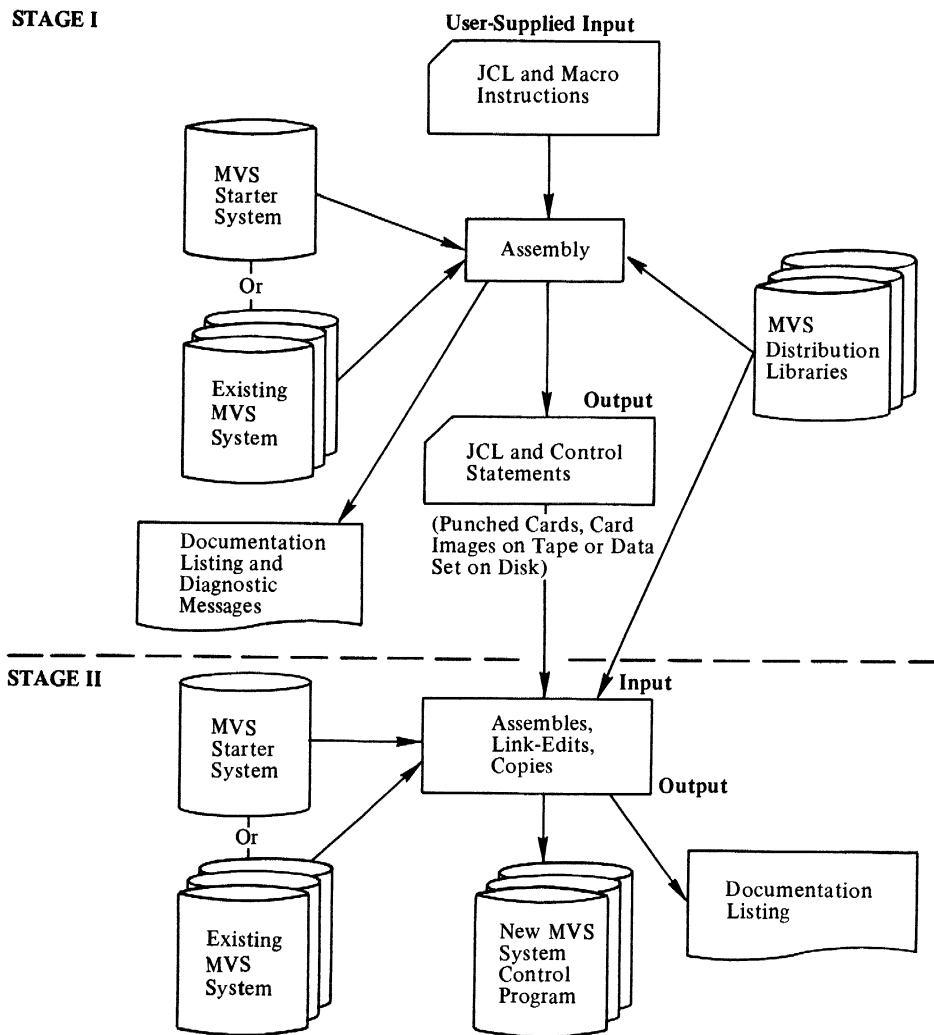 STAGE I
User-Supplied Input
JCL and Macro
Instructions
MVS
Starter
System
Assembly
Or
MVS
Distribution
Libraries
Existing
MVS
System
Output
JCL and Control
Statements
(Punched Cards, Card
Images on Tape or Data
Set on Disk)
Documentation
Listing and
Diagnostic
Messages
STAGE II
Input
MVS
Starter
System
Assembles,
Link-Edits,
Copies
Output
Or
Existing
MVS
System
New MVS
System
Control
Program
Documentation
Listing